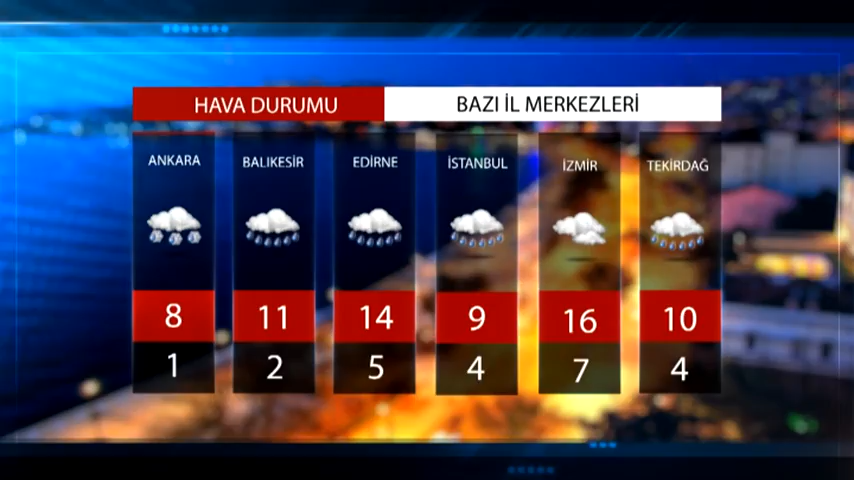 HAVA DURUMU BAZI İL MERKEZLERİ
ANKARA BALIKESİR EDİRNE İSTANBUL İZMİR TEKİRDAĞ
8 11 14 9 16 10
1 2 5 4 7 4